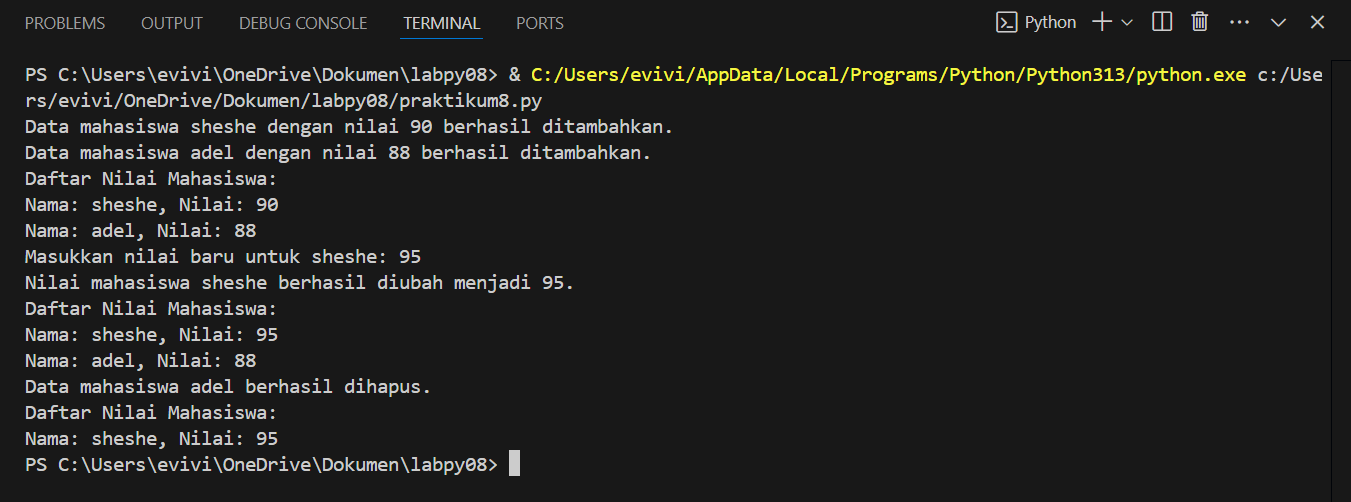 PROBLEMS OUTPUT DEBUG CONSOLE TERMINAL PORTS Python
PS C:\Users\evivi\OneDrive\Dokumen\labpy08> & C:/Users/evivi/AppData/Local/Programs/Python/Python313/python.exe c:/Use
rs/evivi/OneDrive/Dokumen/labpy08/praktikum8.py
Data mahasiswa sheshe dengan nilai 90 berhasil ditambahkan.
Data mahasiswa adel dengan nilai 88 berhasil ditambahkan.
Daftar Nilai Mahasiswa:
Nama: sheshe, Nilai: 90
Nama: adel, Nilai: 88
Masukkan nilai baru untuk sheshe: 95
Nilai mahasiswa sheshe berhasil diubah menjadi 95.
Daftar Nilai Mahasiswa:
Nama: sheshe, Nilai: 95
Nama: adel, Nilai: 88
Data mahasiswa adel berhasil dihapus.
Daftar Nilai Mahasiswa:
Nama: sheshe, Nilai: 95
PS C:\Users\evivi\OneDrive\Dokumen\labpy08>